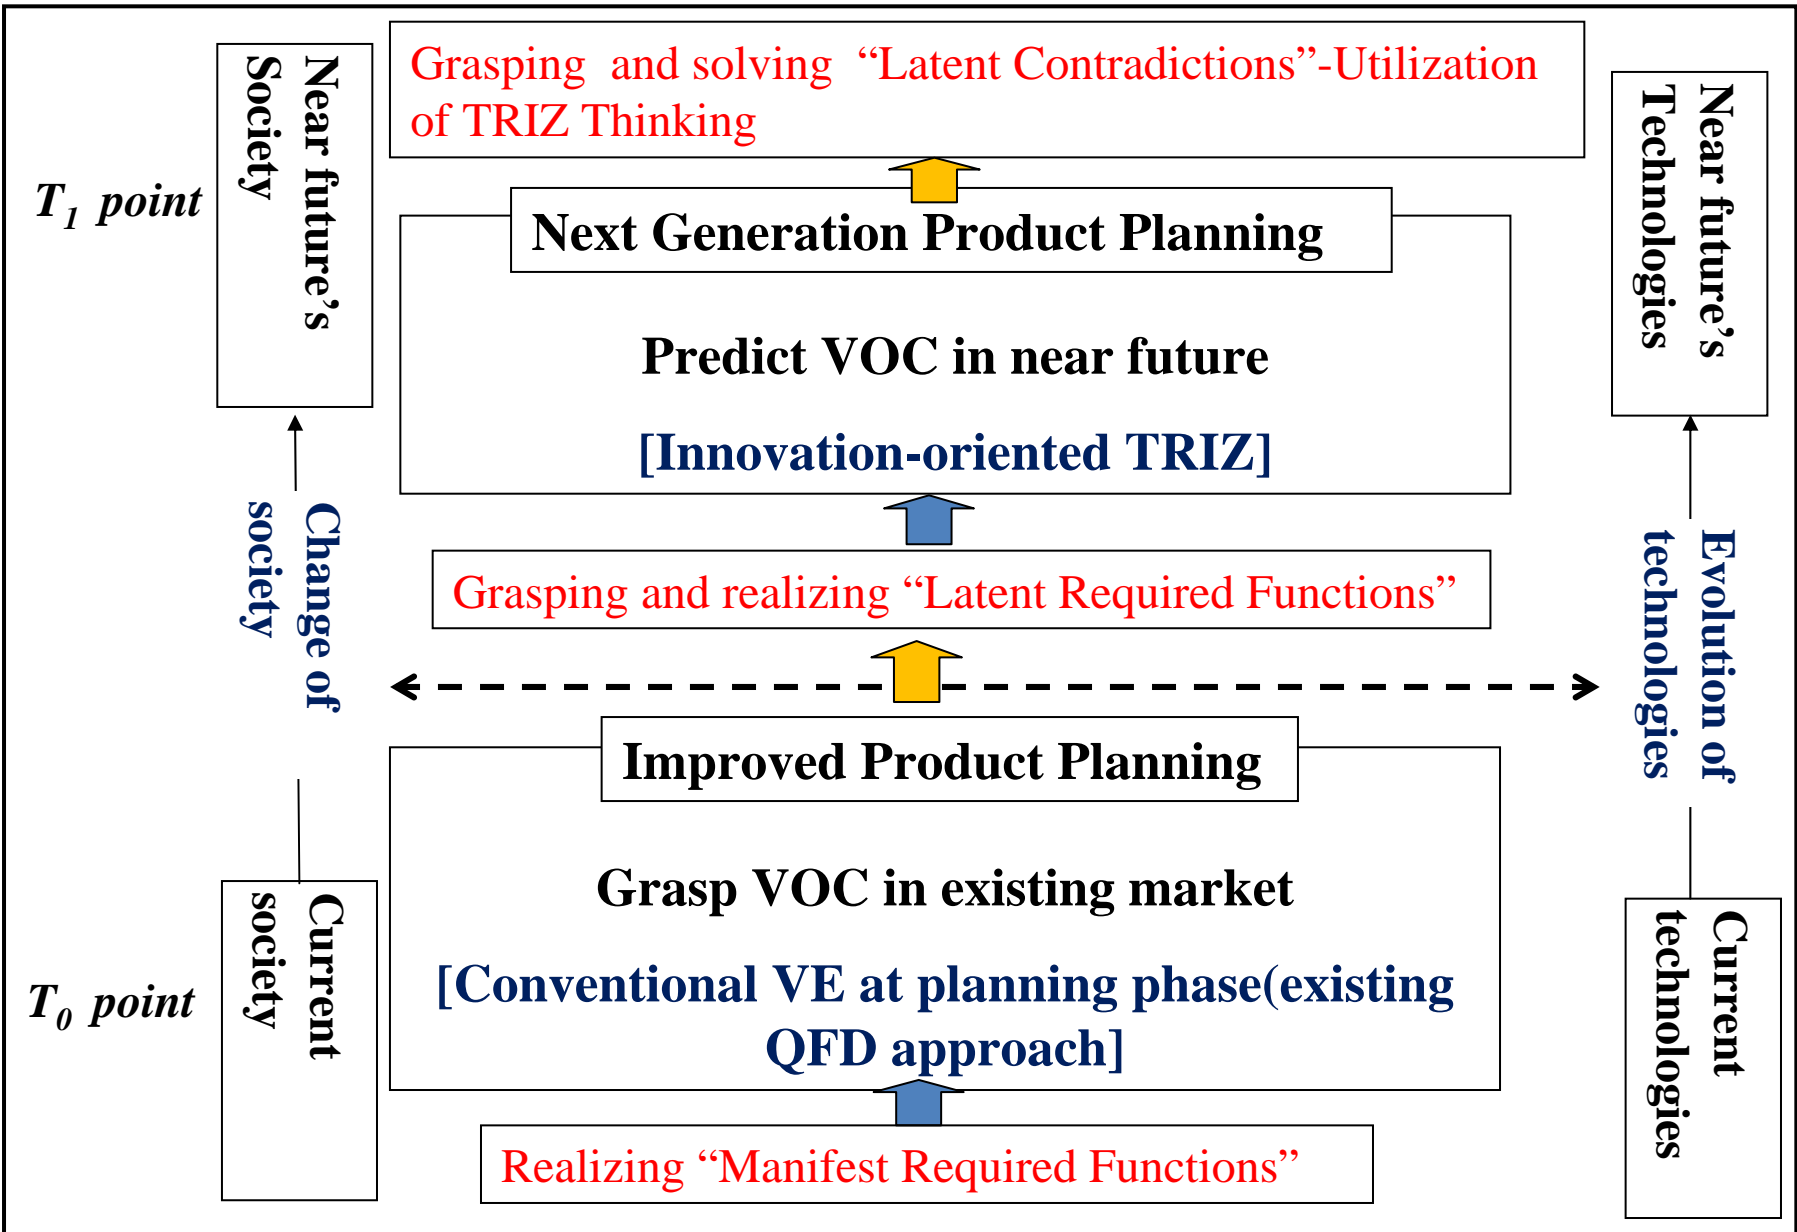 Grasping and solving “Latent Contradictions”-Utilization
of TRIZ Thinking
Near future’s
Society
Near future’s
Technologies
T1 point
Next Generation Product Planning
Predict VOC in near future
[Innovation-oriented TRIZ]
Change of
society
Evolution of
technologies
Grasping and realizing “Latent Required Functions”
Improved Product Planning
Grasp VOC in existing market
[Conventional VE at planning phase(existing
QFD approach]
Current
society
Current
technologies
T0 point
Realizing “Manifest Required Functions”